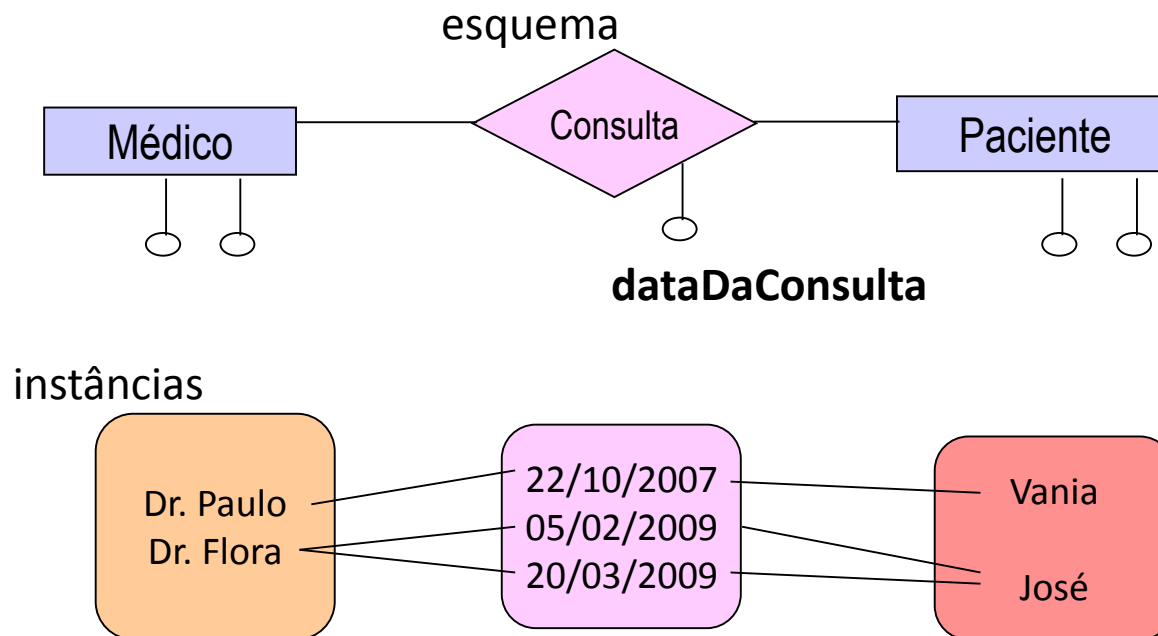 esquema
Médico
Consulta
Paciente
dataDaConsulta
instâncias
Dr. Paulo
Dr. Flora
22/10/2007
05/02/2009
20/03/2009
Vania
José